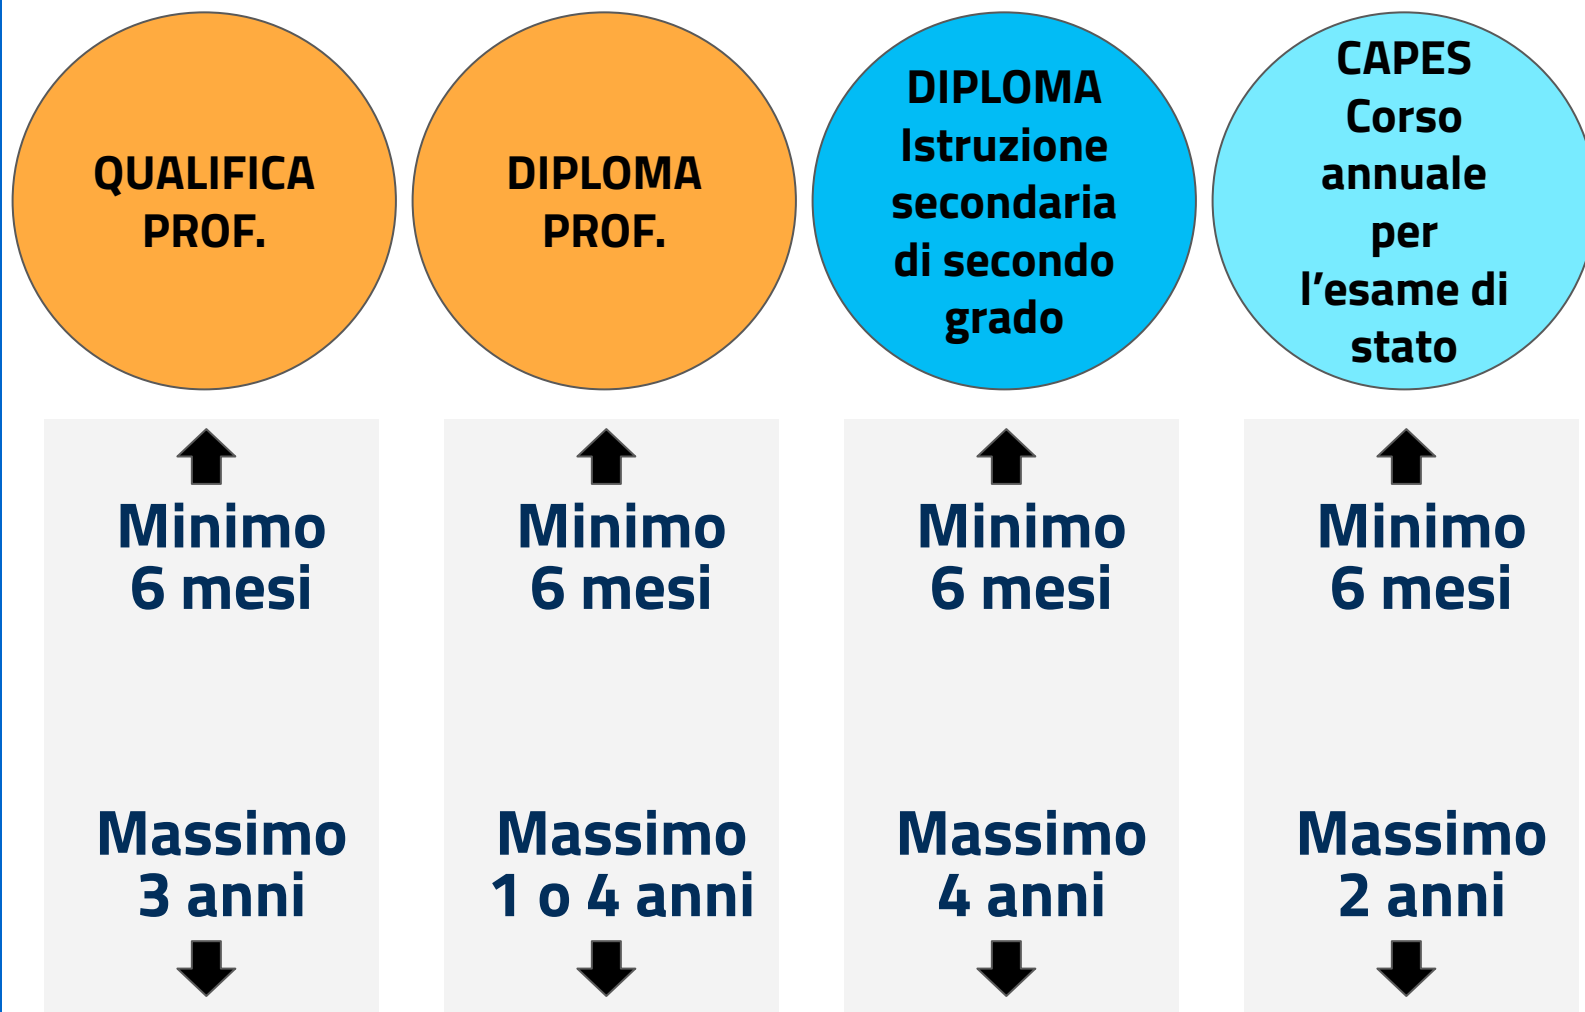 QUALIFICA
PROF.
DIPLOMA
PROF.
DIPLOMA
Istruzione
secondaria
di secondo
grado
CAPES
Corso
annuale
per
l’esame di
stato
Minimo
6 mesi
Massimo
3 anni
Minimo
6 mesi
Massimo
1 o 4 anni
Minimo
6 mesi
Massimo
4 anni
Minimo
6 mesi
Massimo
2 anni